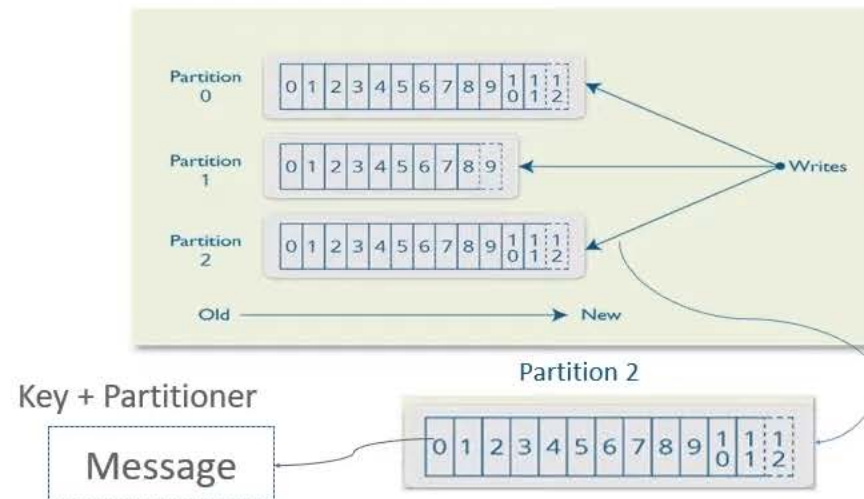 Partition
0
0 1 2 3 4 5 6 7 8 9 10 11 12
Partition
1
0 1 2 3 4 5 6 7 8 9
Writes
Partition
2
0 1 2 3 4 5 6 7 8 9 10 11 12
Old New
Partition 2
Key + Partitioner
0 1 2 3 4 5 6 7 8 9 10 11 12
Message